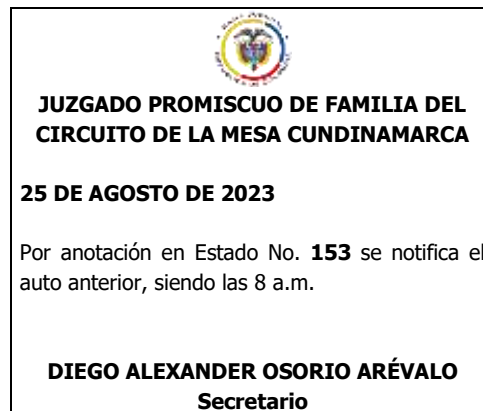 JUZGADO PROMISCUO DE FAMILIA DEL
CIRCUITO DE LA MESA CUNDINAMARCA
25 DE AGOSTO DE 2023
Por anotación en Estado No. 153 se notifica el
auto anterior, siendo las 8 a.m.
DIEGO ALEXANDER OSORIO ARÉVALO
Secretario